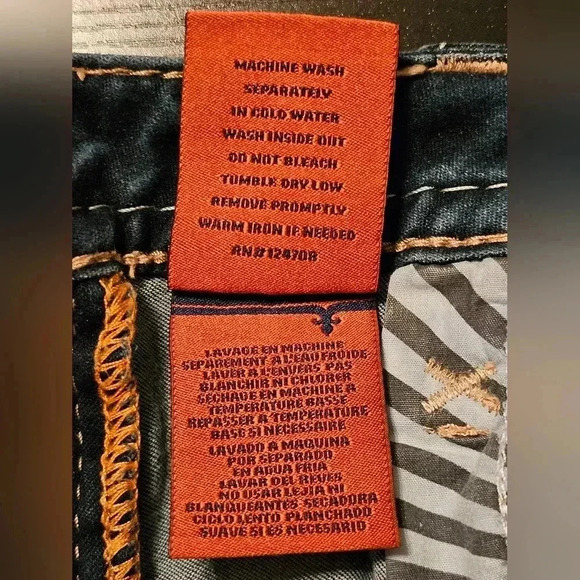 MACHINE WASH
SEPARATELY
IN COLD WATER
WASH INSIDE OUT
DO NOT BLEACH
TUMBLE DRY LOW
REMOVE PROMPTLY
WARM IRON IF NEEDED
RN# 124708
LAVAGE EN MACHINE
SEPAREMENT A L'EAU FROIDE
LAVER A L'ENVERS PAS
BLANCHIR NI CHLORER
SECHAGE EN MACHINE A
TEMPERATURE BASSE
REPASSER A TEMPERATURE
BASE SI NECESSAIRE
LAVADO A MAQUINA
POR SEPARADO
EN AGUA FRIA
LAVAR DEL REVES
NO USAR LEJIA NI
BLANQUEANTES SECADORA
CICLO LENTO PLANCHADO
SUAVE SI ES NECESARIO